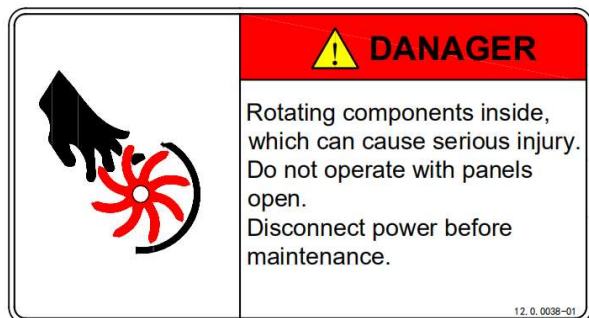 DANAGER
Rotating components inside,
which can cause serious injury.
Do not operate with panels
open.
Disconnect power before
maintenance.
12.0.0038-01